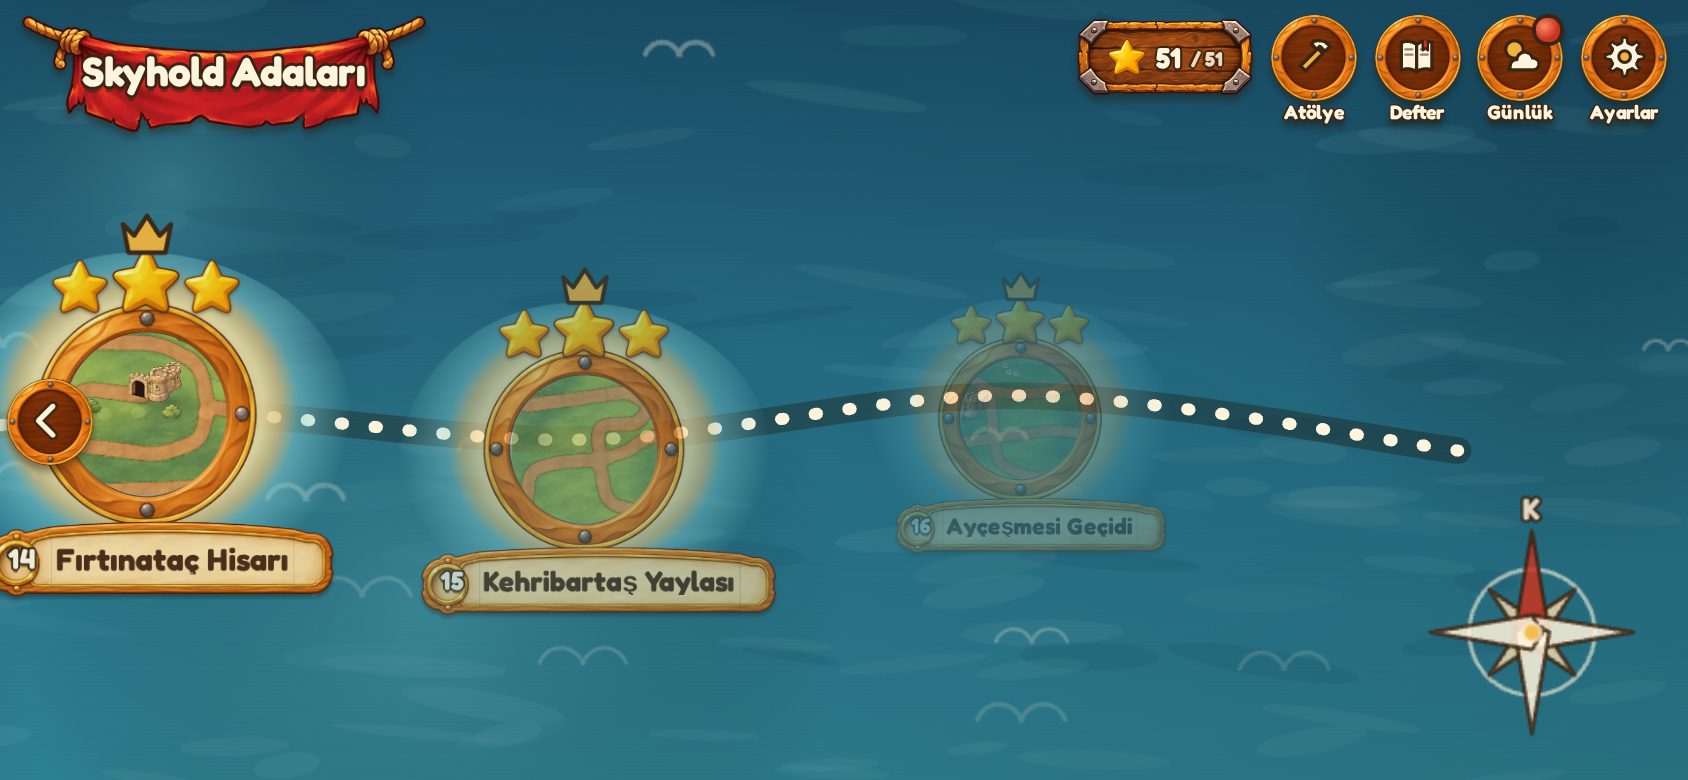 Skyhold Adaları
51 / 51
Atölye
Defter
Günlük
Ayarlar
14 Fırtınataç Hisarı
15 Kehribartaş Yaylası
16 Ayçeşmesi Geçidi
K